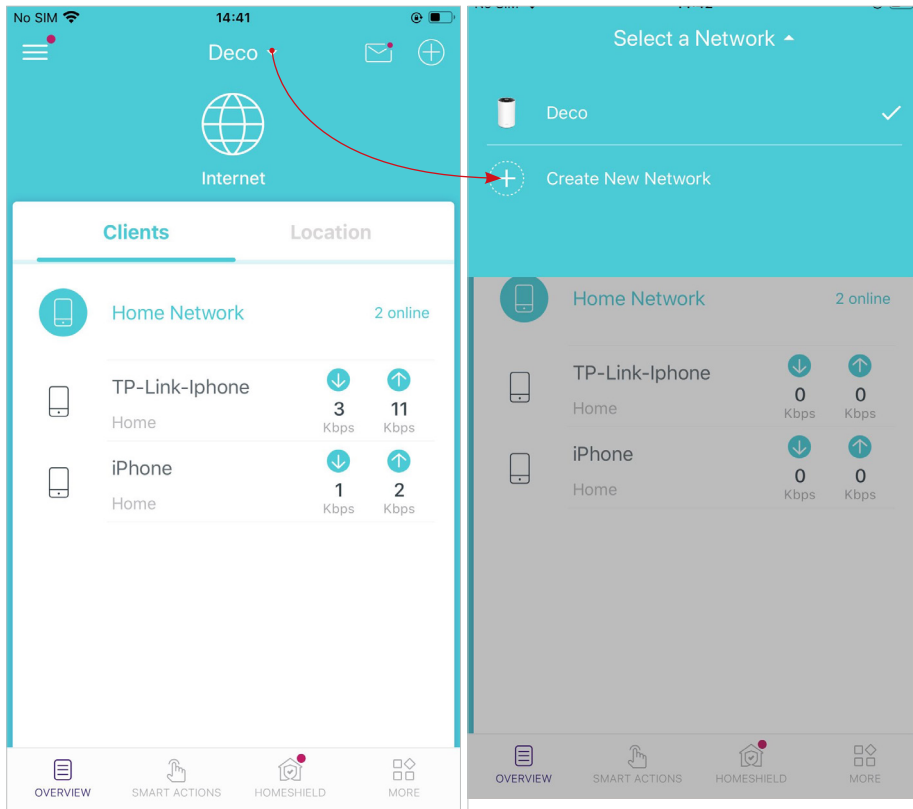 No SIM
14:41
Deco
Internet
Clients
Location
Home Network
2 online
TP-Link-Iphone
Home
3
Kbps
11
Kbps
iPhone
Home
1
Kbps
2
Kbps
OVERVIEW
SMART ACTIONS
HOMESHIELD
MORE
Select a Network
Deco
Create New Network
Home Network
2 online
TP-Link-Iphone
Home
0
Kbps
0
Kbps
iPhone
Home
0
Kbps
0
Kbps
OVERVIEW
SMART ACTIONS
HOMESHIELD
MORE